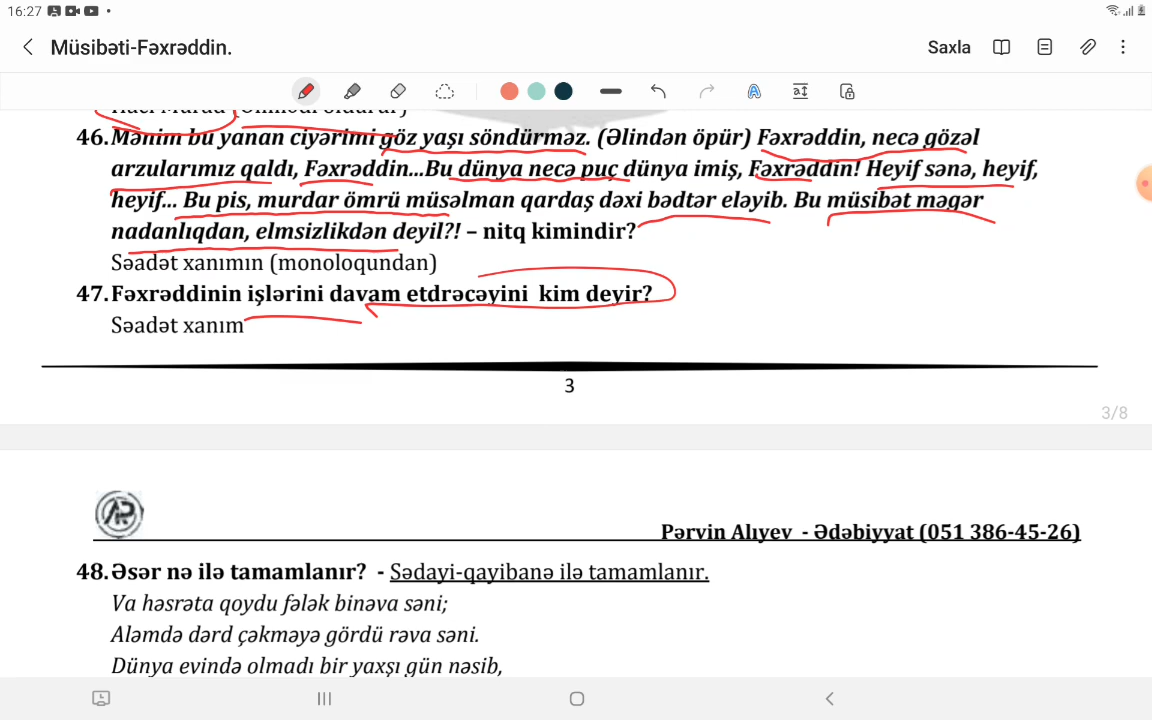 16:27
Müsibəti-Fəxrəddin.
Saxla
46.Mənim bu yanan ciyərimi göz yaşı söndürməz. (Əlindən öpür) Fəxrəddin, necə gözəl
arzularımız qaldı, Fəxrəddin...Bu dünya necə puç dünya imiş, Fəxrəddin! Heyif sənə, heyif,
heyif... Bu pis, murdar ömrü müsəlman qardaş dəxi bədtər eləyib. Bu müsibət məgər
nadanlıqdan, elmsizlikdən deyil?! – nitq kimindir?
Səadət xanımın (monoloqundan)
47.Fəxrəddinin işlərini davam etdrəcəyini kim deyir?
Səadət xanım
3
3/8
Pərvin Alıyev - Ədəbiyyat (051 386-45-26)
48.Əsər nə ilə tamamlanır? - Sədayi-qayibanə ilə tamamlanır.
Va həsrəta qoydu fələk binəva səni;
Aləmdə dərd çəkməyə gördü rəva səni.
Dünya evində olmadı bir yaxşı gün nəsib,